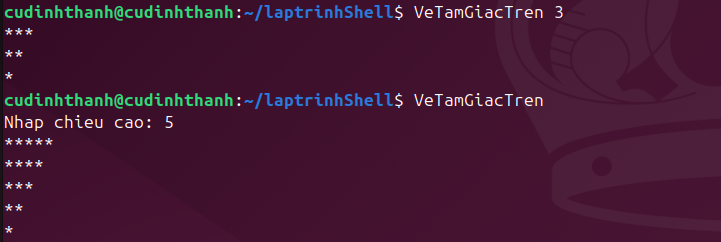 cudinhthanh@cudinhthanh:~/laptrinhShell$ VeTamGiacTren 3
***
**
*
cudinhthanh@cudinhthanh:~/laptrinhShell$ VeTamGiacTren
Nhap chieu cao: 5
*****
****
***
**
*